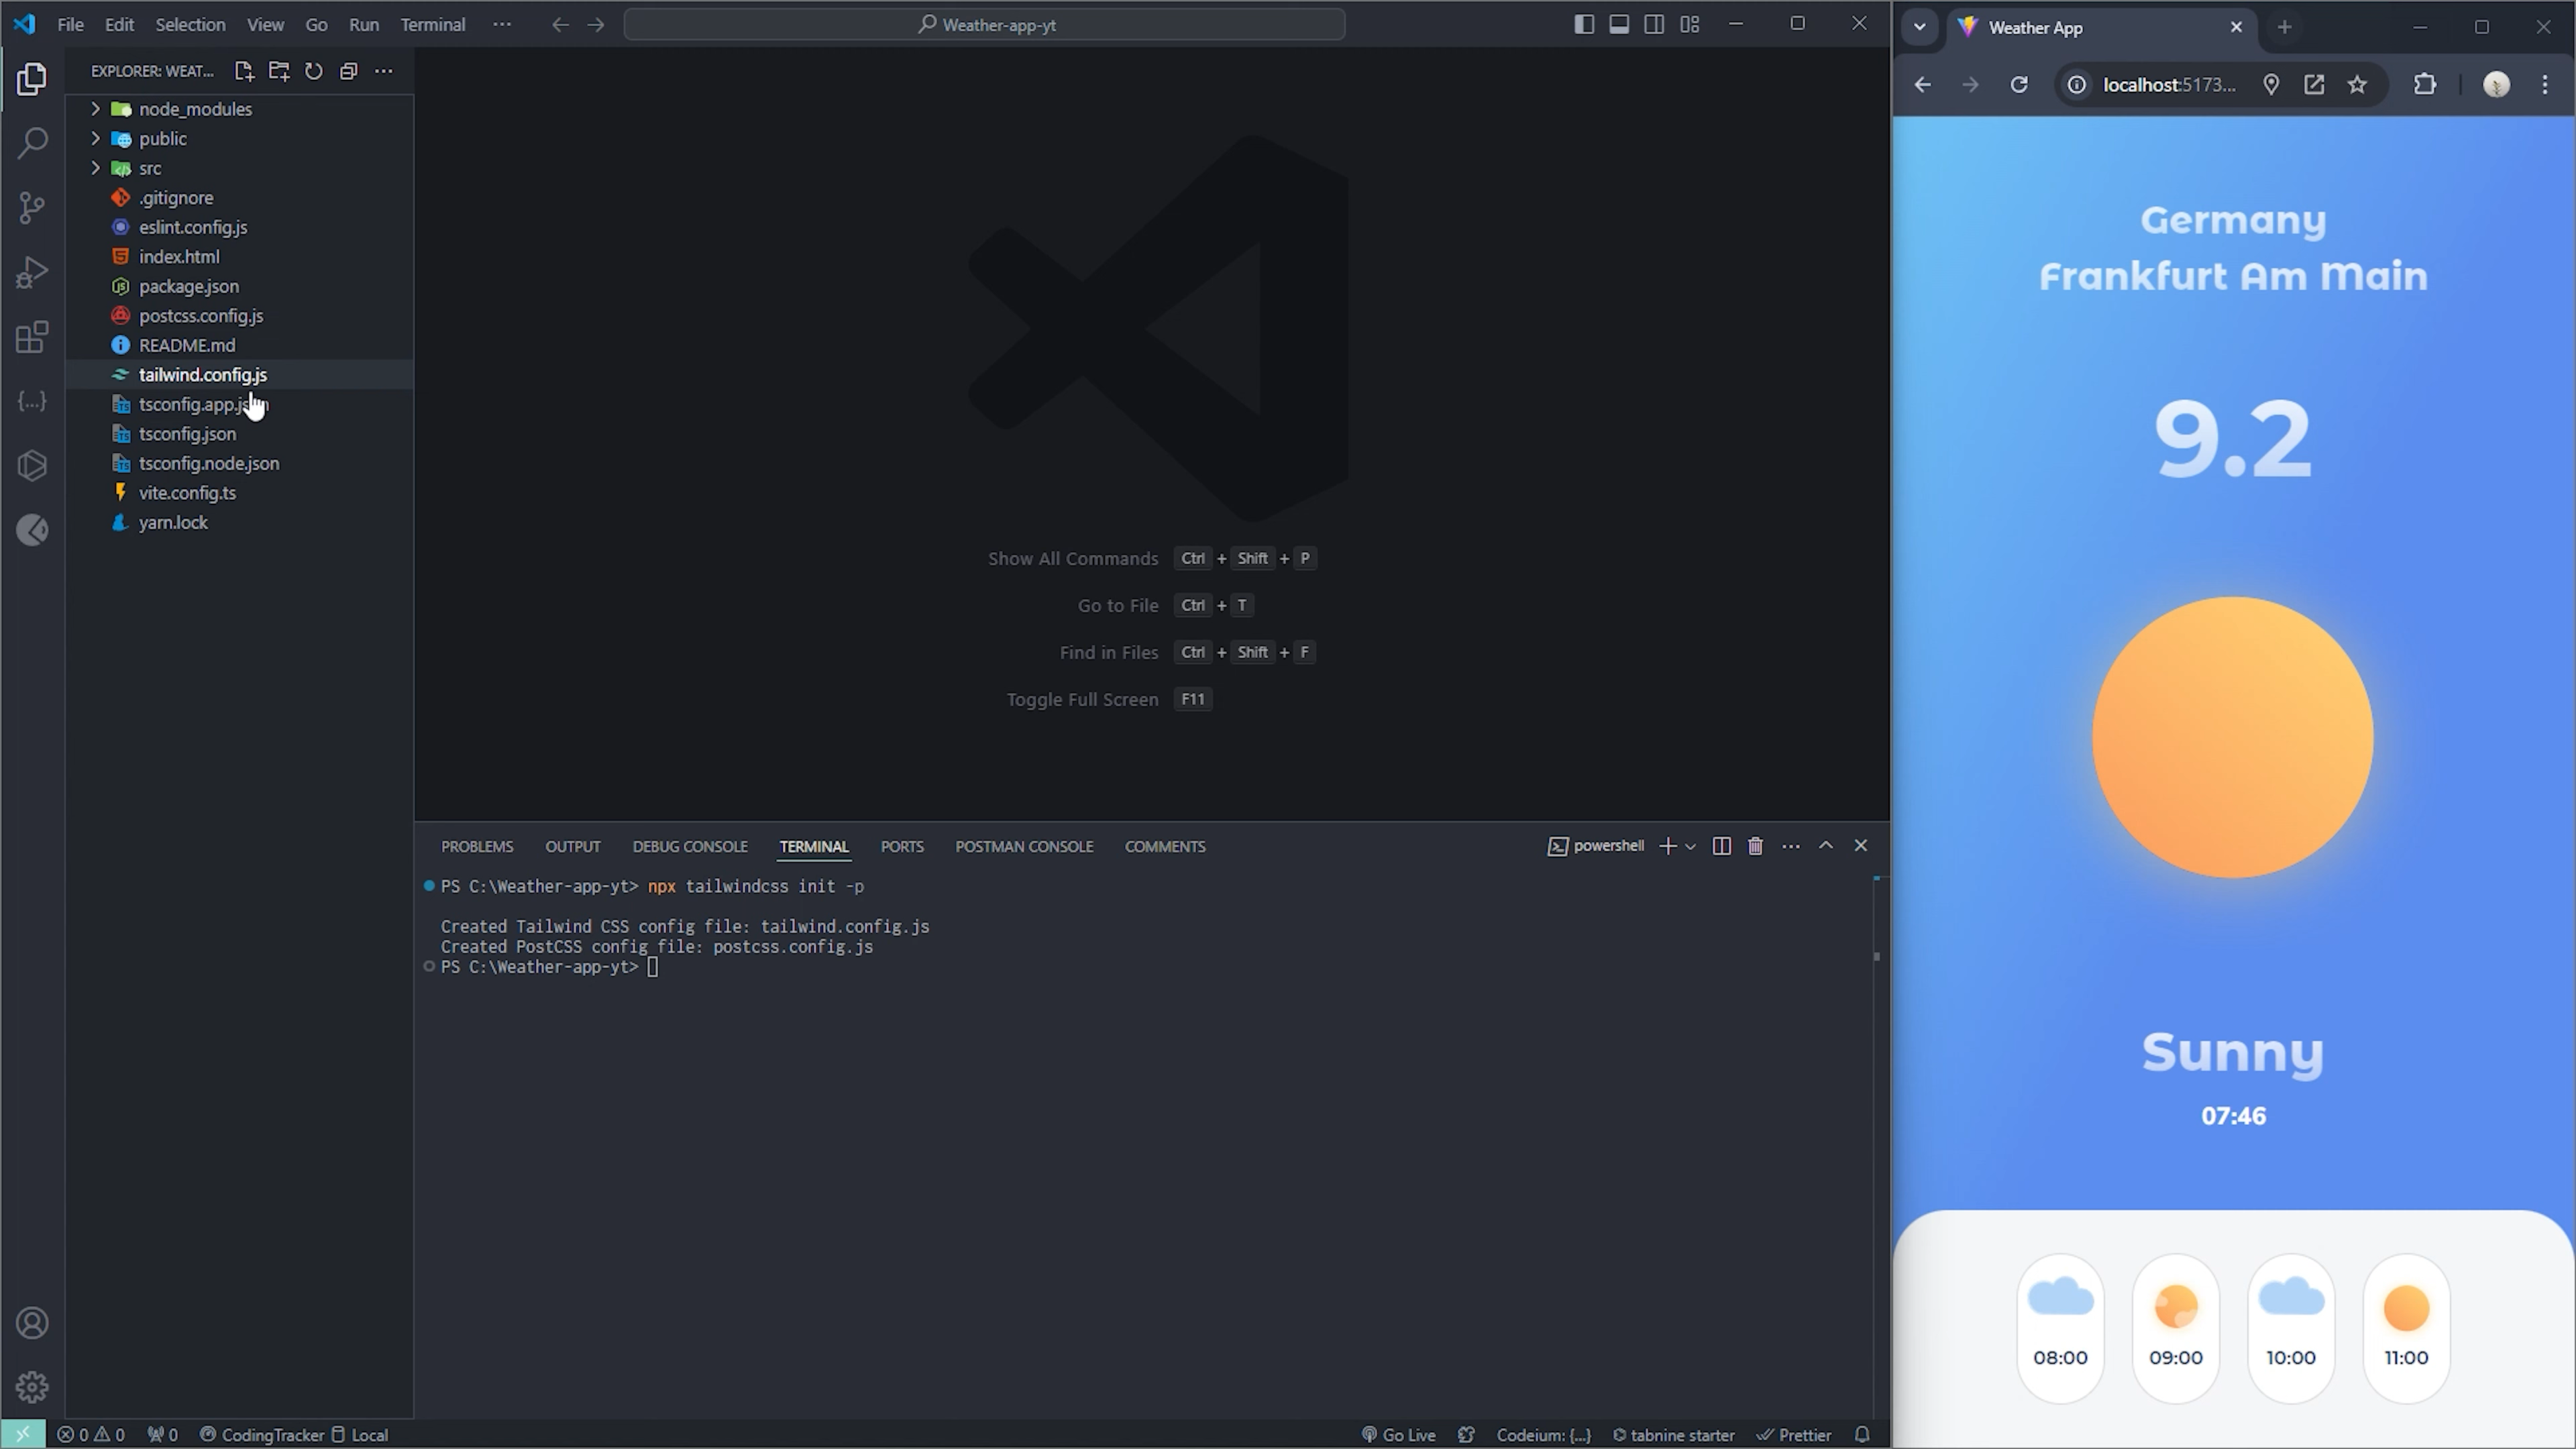 File Edit Selection View Go Run Terminal ...
Weather-app-yt
EXPLORER: WEAT...
node_modules
public
src
.gitignore
eslint.config.js
index.html
package.json
postcss.config.js
README.md
tailwind.config.js
tsconfig.app.js n
tsconfig.json
tsconfig.node.json
vite.config.ts
yarn.lock
Show All Commands Ctrl + Shift + P
Go to File Ctrl + T
Find in Files Ctrl + Shift + F
Toggle Full Screen F11
PROBLEMS OUTPUT DEBUG CONSOLE TERMINAL PORTS POSTMAN CONSOLE COMMENTS
powershell
PS C:\Weather-app-yt> npx tailwindcss init -p
Created Tailwind CSS config file: tailwind.config.js
Created PostCSS config file: postcss.config.js
PS C:\Weather-app-yt>
0 0 0 CodingTracker Local
Go Live Codeium: {...} tabnine starter Prettier
Weather App
localhost:5173...
Germany
Frankfurt Am Main
9.2
Sunny
07:46
08:00 09:00 10:00 11:00